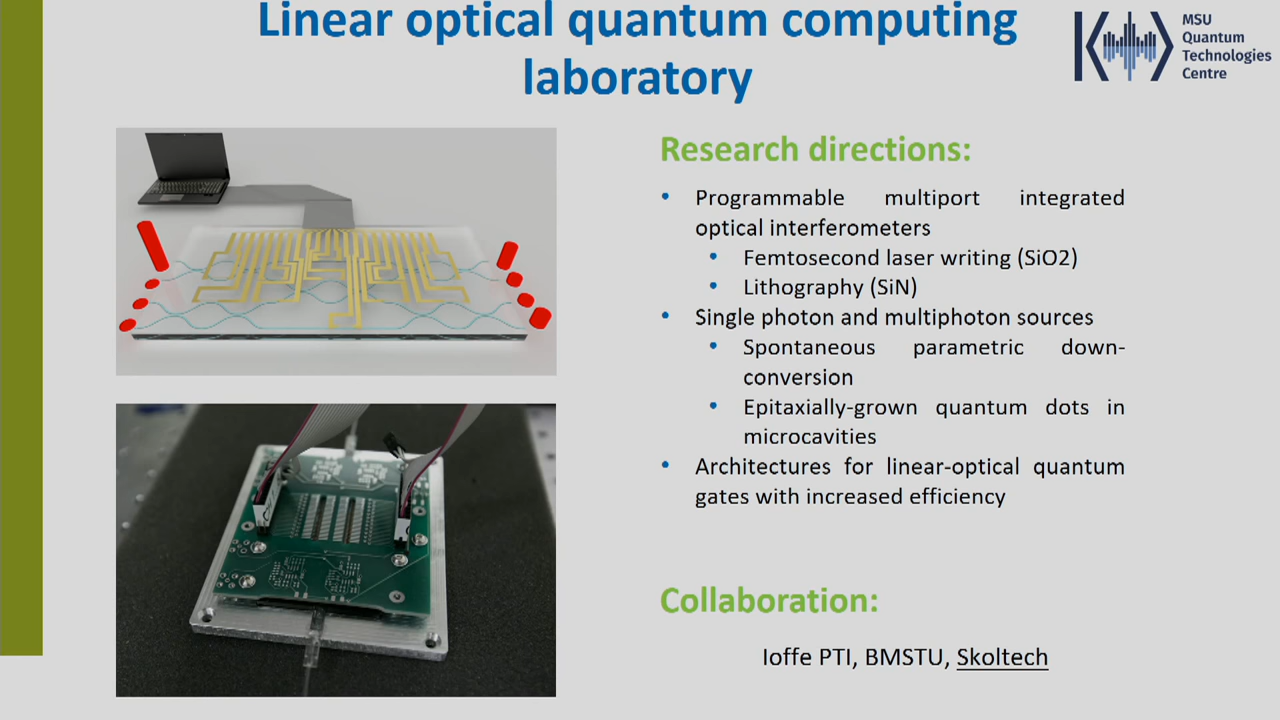 Linear optical quantum computing
laboratory
MSU
Quantum
Technologies
Centre
Research directions:
• Programmable multiport integrated
optical interferometers
• Femtosecond laser writing (SiO2)
• Lithography (SiN)
• Single photon and multiphoton sources
• Spontaneous parametric down-
conversion
• Epitaxially-grown quantum dots in
microcavities
• Architectures for linear-optical quantum
gates with increased efficiency
Collaboration:
Ioffe PTI, BMSTU, Skoltech